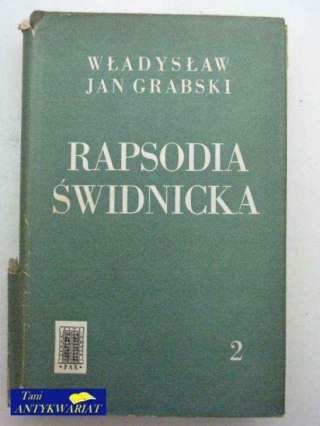 WŁADYSŁAW
JAN GRABSKI
RAPSODIA
ŚWIDNICKA
PAX
2
Tani
ANTYKWARIAT